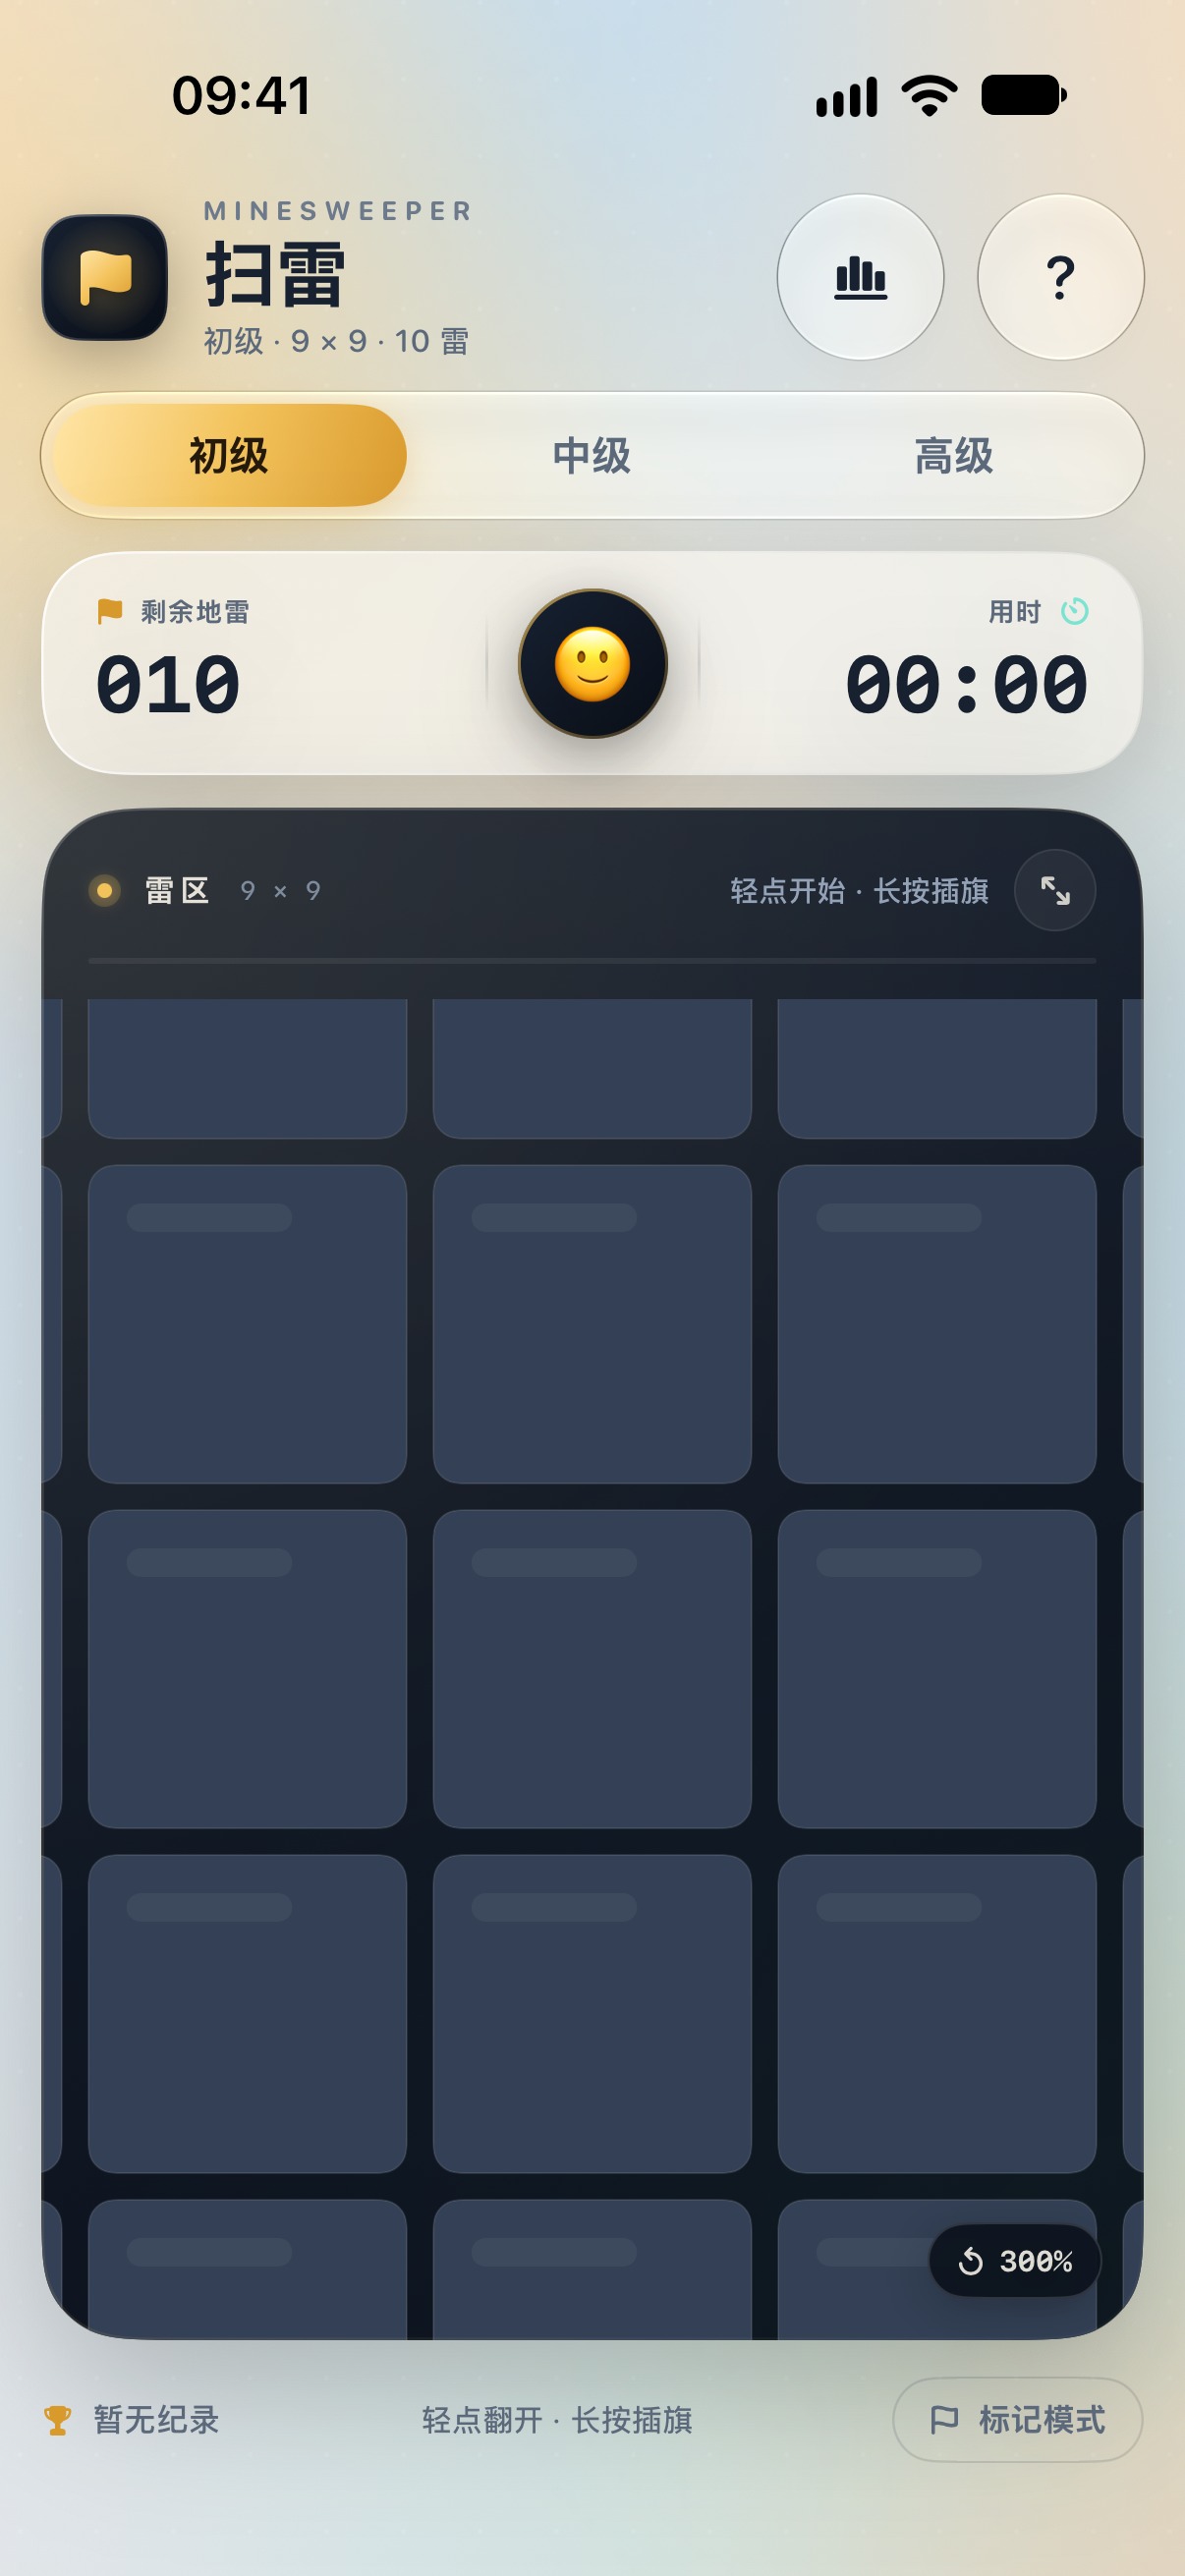 09:41
MINESWEEPER
扫雷
初级 · 9 × 9 · 10 雷
?
初级
中级
高级
剩余地雷
用时
010
00:00
雷区 9 × 9
轻点开始 · 长按插旗
300%
暂无纪录
轻点翻开 · 长按插旗
标记模式